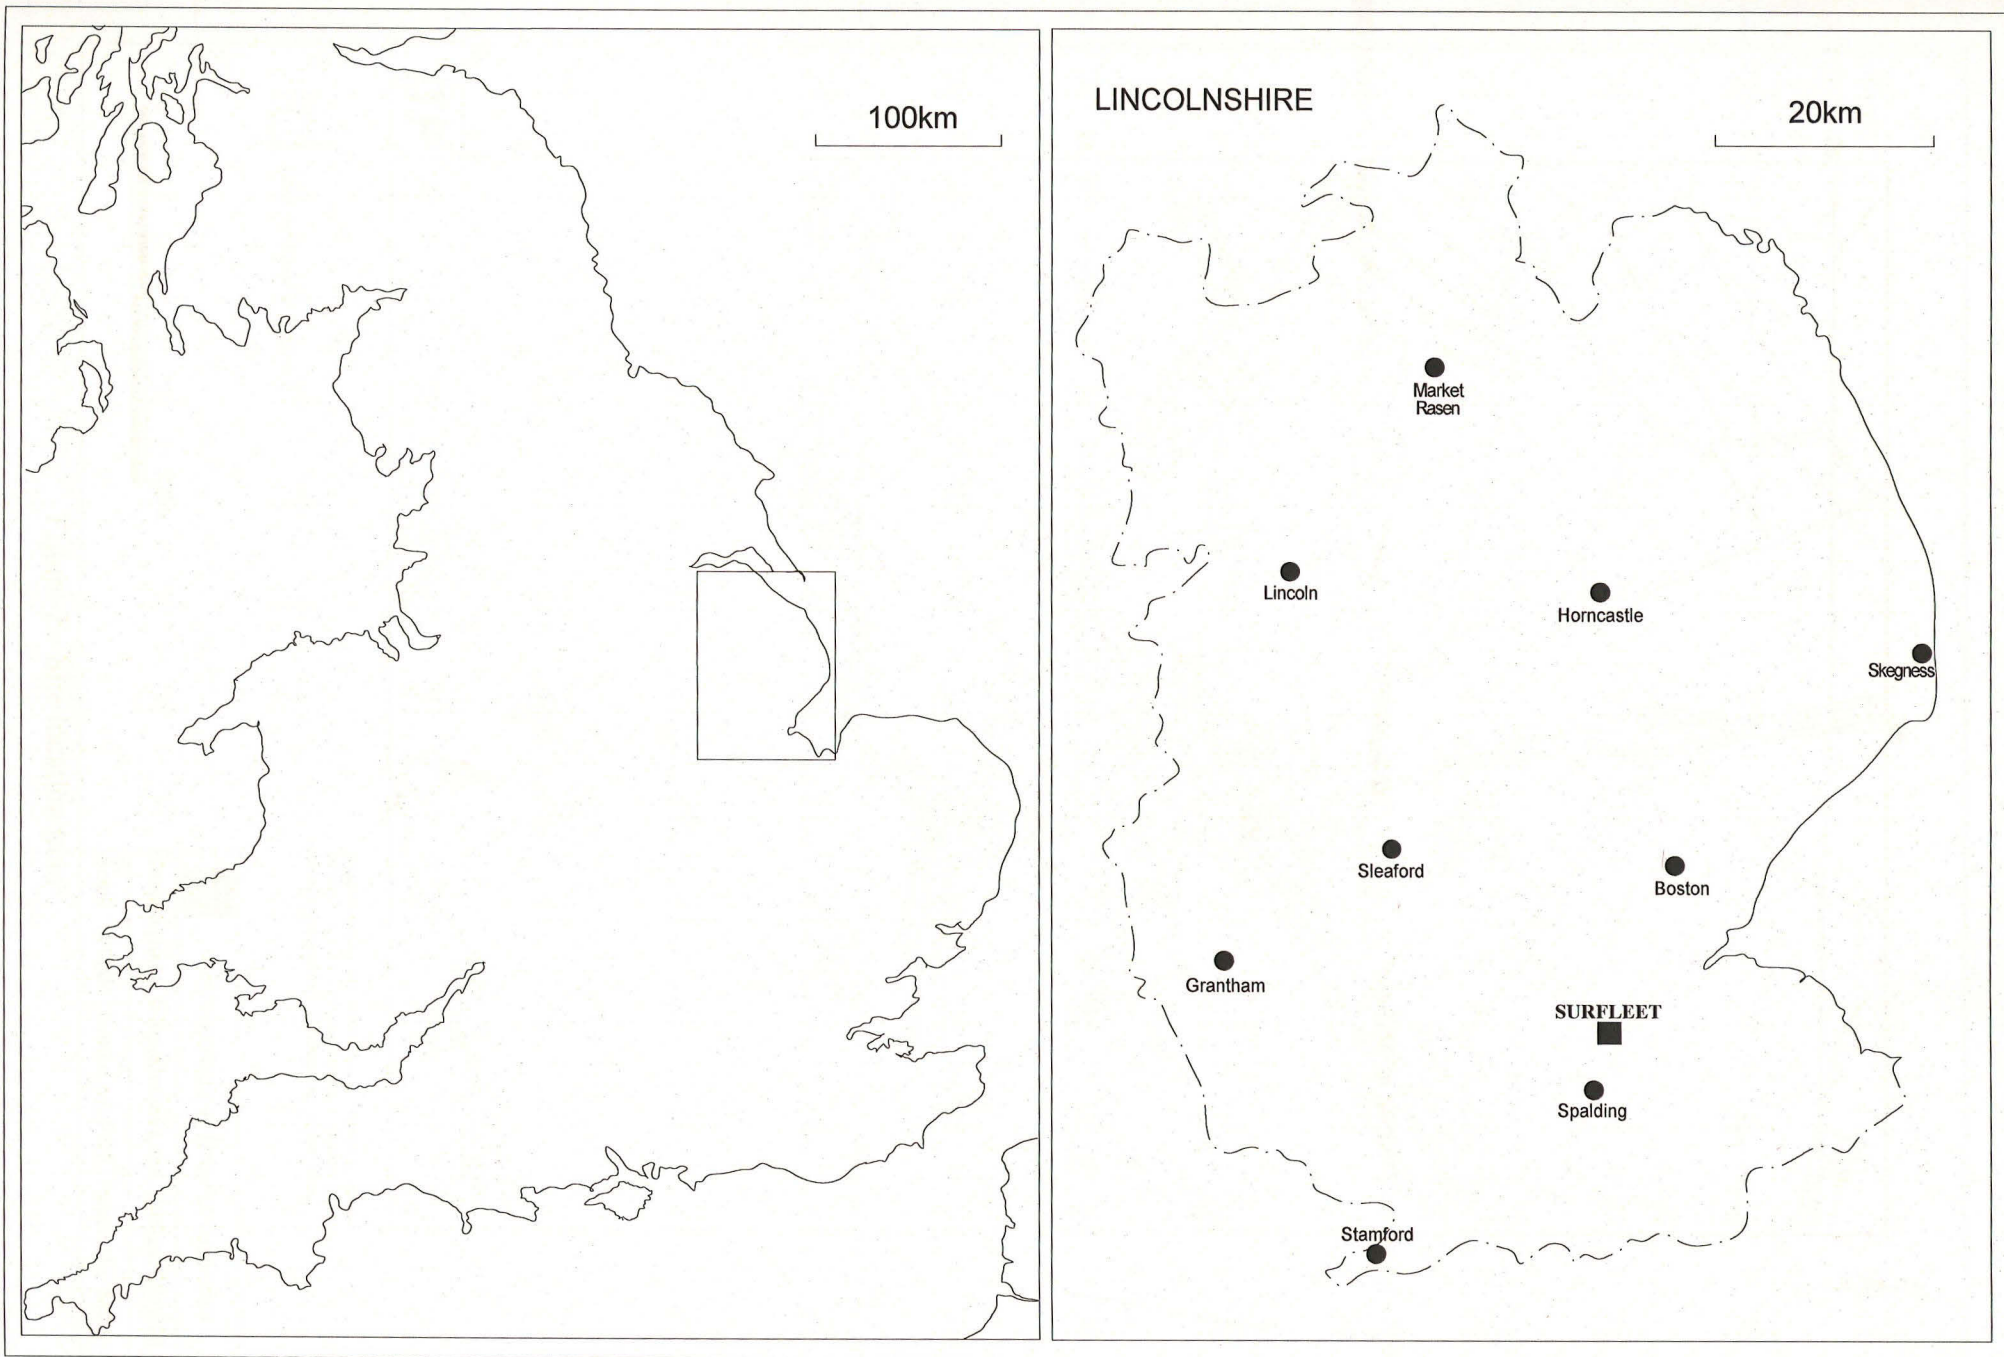 100km
LINCOLNSHIRE
20km
Market
Rasen
Lincoln
Horncastle
Skegness
Sleaford
Boston
Grantham
SURFLEET
Spalding
Stamford